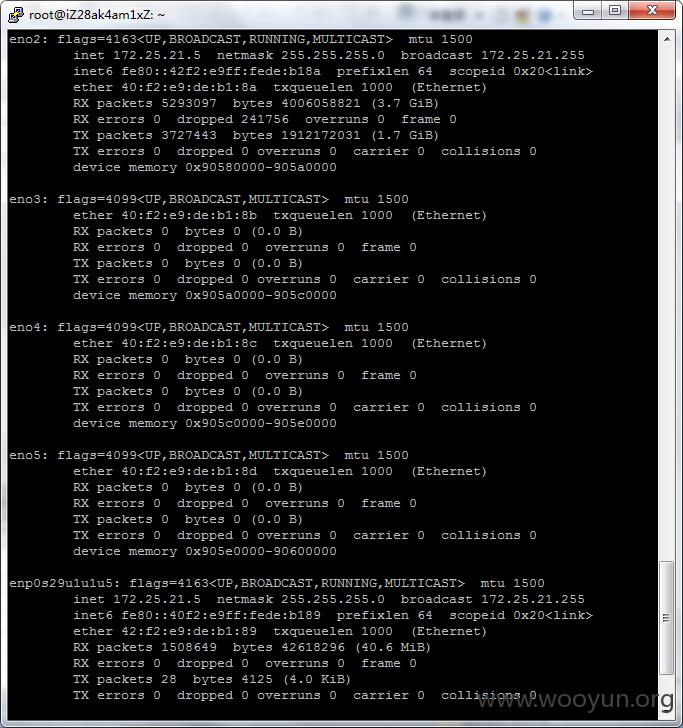 root@iZ28ak4am1xZ: ~
eno2: flags=4163<UP,BROADCAST,RUNNING,MULTICAST>  mtu 1500
        inet 172.25.21.5  netmask 255.255.255.0  broadcast 172.25.21.255
        inet6 fe80::42f2:e9ff:fede:b18a  prefixlen 64  scopeid 0x20<link>
        ether 40:f2:e9:de:b1:8a  txqueuelen 1000  (Ethernet)
        RX packets 5293097  bytes 4006058821 (3.7 GiB)
        RX errors 0  dropped 241756  overruns 0  frame 0
        TX packets 3727443  bytes 1912172031 (1.7 GiB)
        TX errors 0  dropped 0 overruns 0  carrier 0  collisions 0
        device memory 0x90580000-905a0000
eno3: flags=4099<UP,BROADCAST,MULTICAST>  mtu 1500
        ether 40:f2:e9:de:b1:8b  txqueuelen 1000  (Ethernet)
        RX packets 0  bytes 0 (0.0 B)
        RX errors 0  dropped 0  overruns 0  frame 0
        TX packets 0  bytes 0 (0.0 B)
        TX errors 0  dropped 0 overruns 0  carrier 0  collisions 0
        device memory 0x905a0000-905c0000
eno4: flags=4099<UP,BROADCAST,MULTICAST>  mtu 1500
        ether 40:f2:e9:de:b1:8c  txqueuelen 1000  (Ethernet)
        RX packets 0  bytes 0 (0.0 B)
        RX errors 0  dropped 0  overruns 0  frame 0
        TX packets 0  bytes 0 (0.0 B)
        TX errors 0  dropped 0 overruns 0  carrier 0  collisions 0
        device memory 0x905c0000-905e0000
eno5: flags=4099<UP,BROADCAST,MULTICAST>  mtu 1500
        ether 40:f2:e9:de:b1:8d  txqueuelen 1000  (Ethernet)
        RX packets 0  bytes 0 (0.0 B)
        RX errors 0  dropped 0  overruns 0  frame 0
        TX packets 0  bytes 0 (0.0 B)
        TX errors 0  dropped 0 overruns 0  carrier 0  collisions 0
        device memory 0x905e0000-90600000
enp0s29u1u1u5: flags=4163<UP,BROADCAST,RUNNING,MULTICAST>  mtu 1500
        inet 172.25.21.5  netmask 255.255.255.0  broadcast 172.25.21.255
        inet6 fe80::40f2:e9ff:fede:b189  prefixlen 64  scopeid 0x20<link>
        ether 42:f2:e9:de:b1:89  txqueuelen 1000  (Ethernet)
        RX packets 1508649  bytes 42618296 (40.6 MiB)
        RX errors 0  dropped 0  overruns 0  frame 0
        TX packets 28  bytes 4125 (4.0 KiB)
        TX errors 0  dropped 0 overruns 0  carrier 0  collisions 0
www.wooyun.org